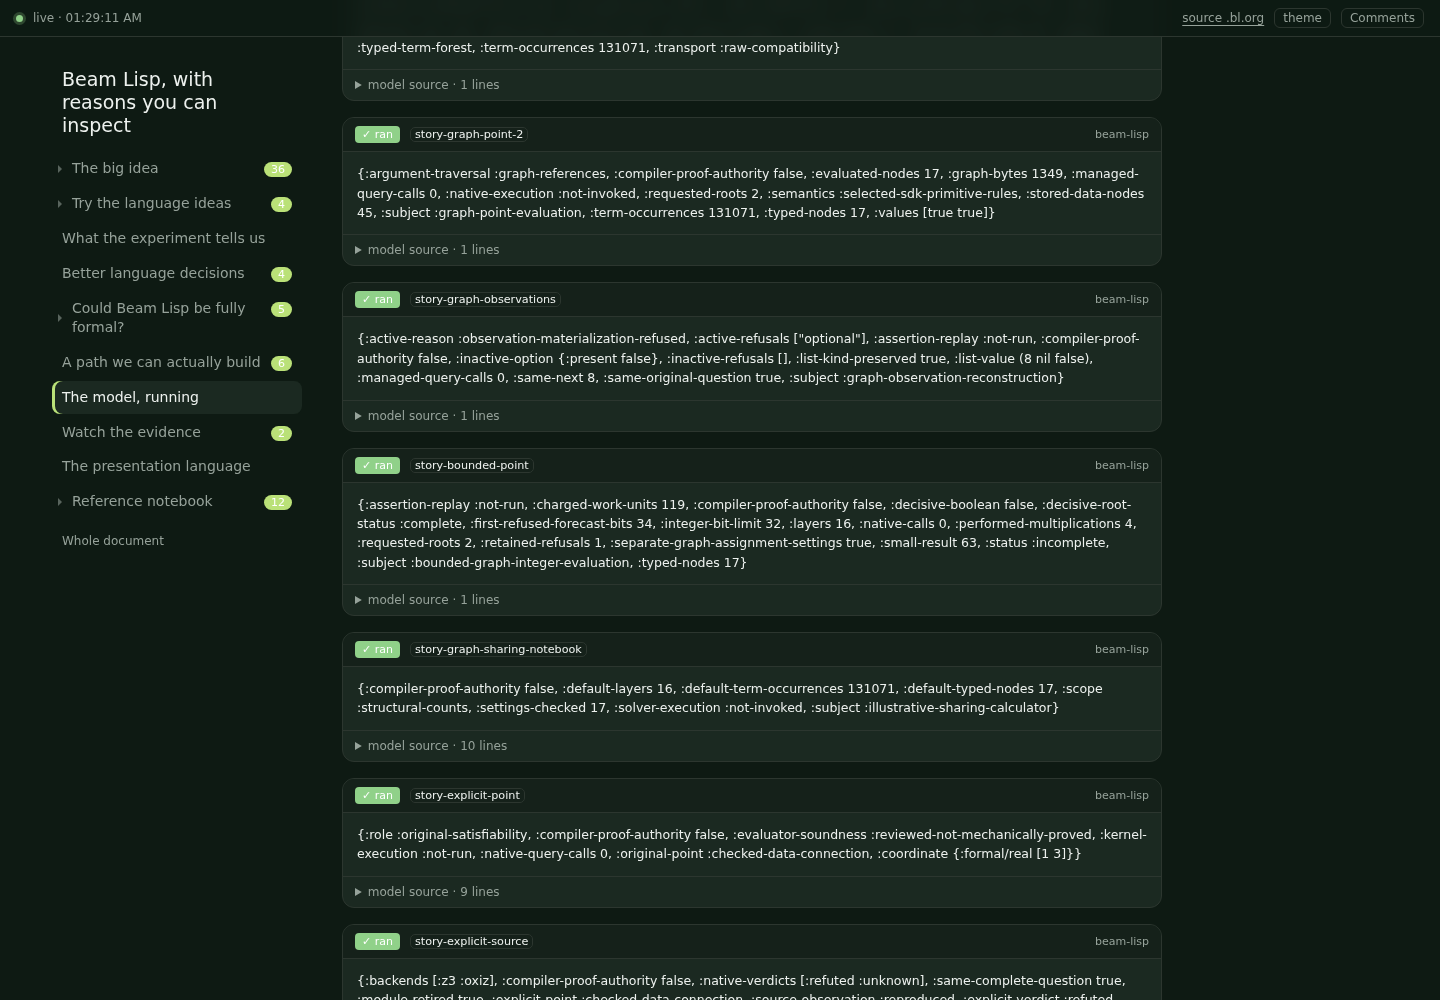 live · 01:29:11 AM
source .bl.org
theme
Comments
Beam Lisp, with
reasons you can
inspect
The big idea 36
Try the language ideas 4
What the experiment tells us
Better language decisions 4
Could Beam Lisp be fully 5
formal?
A path we can actually build 6
The model, running
Watch the evidence 2
The presentation language
Reference notebook 12
Whole document
:typed-term-forest, :term-occurrences 131071, :transport :raw-compatibility}
model source · 1 lines
✓ ran story-graph-point-2 beam-lisp
{:argument-traversal :graph-references, :compiler-proof-authority false, :evaluated-nodes 17, :graph-bytes 1349, :managed-
query-calls 0, :native-execution :not-invoked, :requested-roots 2, :semantics :selected-sdk-primitive-rules, :stored-data-nodes
45, :subject :graph-point-evaluation, :term-occurrences 131071, :typed-nodes 17, :values [true true]}
model source · 1 lines
✓ ran story-graph-observations beam-lisp
{:active-reason :observation-materialization-refused, :active-refusals ["optional"], :assertion-replay :not-run, :compiler-proof-
authority false, :inactive-option {:present false}, :inactive-refusals [], :list-kind-preserved true, :list-value (8 nil false),
:managed-query-calls 0, :same-next 8, :same-original-question true, :subject :graph-observation-reconstruction}
model source · 1 lines
✓ ran story-bounded-point beam-lisp
{:assertion-replay :not-run, :charged-work-units 119, :compiler-proof-authority false, :decisive-boolean false, :decisive-root-
status :complete, :first-refused-forecast-bits 34, :integer-bit-limit 32, :layers 16, :native-calls 0, :performed-multiplications 4,
:requested-roots 2, :retained-refusals 1, :separate-graph-assignment-settings true, :small-result 63, :status :incomplete,
:subject :bounded-graph-integer-evaluation, :typed-nodes 17}
model source · 1 lines
✓ ran story-graph-sharing-notebook beam-lisp
{:compiler-proof-authority false, :default-layers 16, :default-term-occurrences 131071, :default-typed-nodes 17, :scope
:structural-counts, :settings-checked 17, :solver-execution :not-invoked, :subject :illustrative-sharing-calculator}
model source · 10 lines
✓ ran story-explicit-point beam-lisp
{:role :original-satisfiability, :compiler-proof-authority false, :evaluator-soundness :reviewed-not-mechanically-proved, :kernel-
execution :not-run, :native-query-calls 0, :original-point :checked-data-connection, :coordinate {:formal/real [1 3]}}
model source · 9 lines
✓ ran story-explicit-source beam-lisp
{:backends [:z3 :oxiz], :compiler-proof-authority false, :native-verdicts [:refuted :unknown], :same-complete-question true,
:module-retired true, :explicit-point :checked-data-connection, :source-observation :reproduced, :explicit-verdict :refuted,